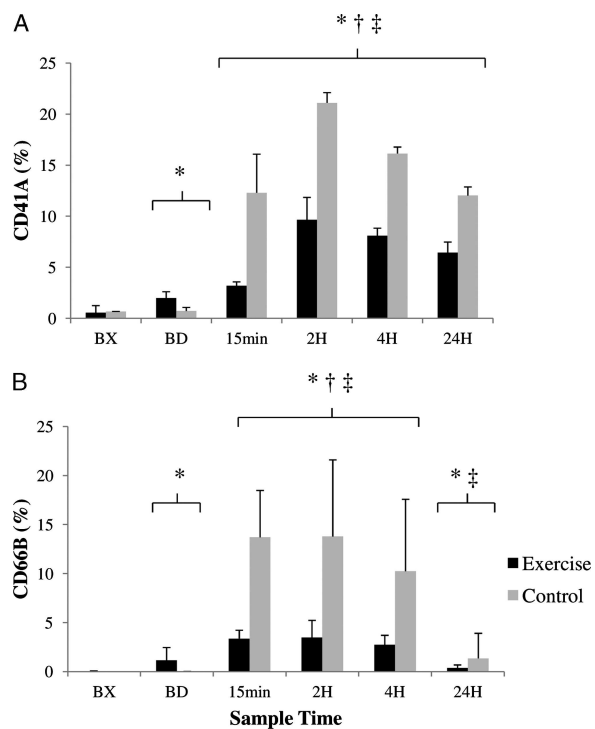 A
* † ‡
25
20
15
10
5
0
CD41A (%)
*
BX BD 15min 2H 4H 24H
B
* † ‡
25
20
15
10
5
0
CD66B (%)
*
* ‡
Exercise
Control
BX BD 15min 2H 4H 24H
Sample Time